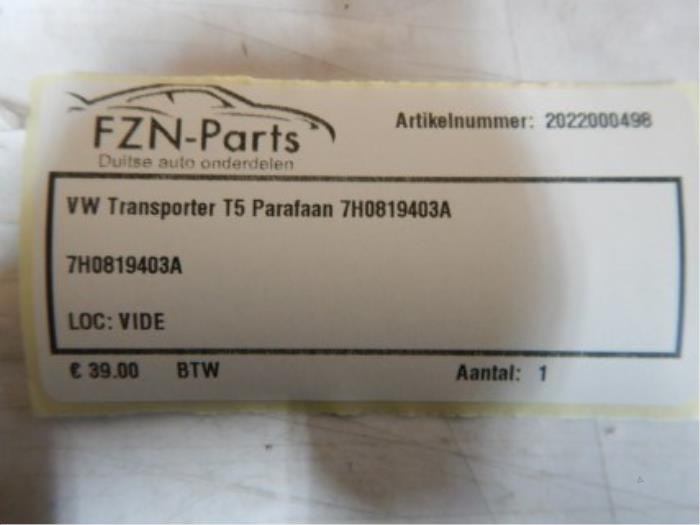 FZN-Parts
Duitse auto onderdelen
Artikelnummer: 2022000498
VW Transporter T5 Parafaan 7H0819403A
7H0819403A
LOC: VIDE
€ 39.00 BTW Aantal: 1